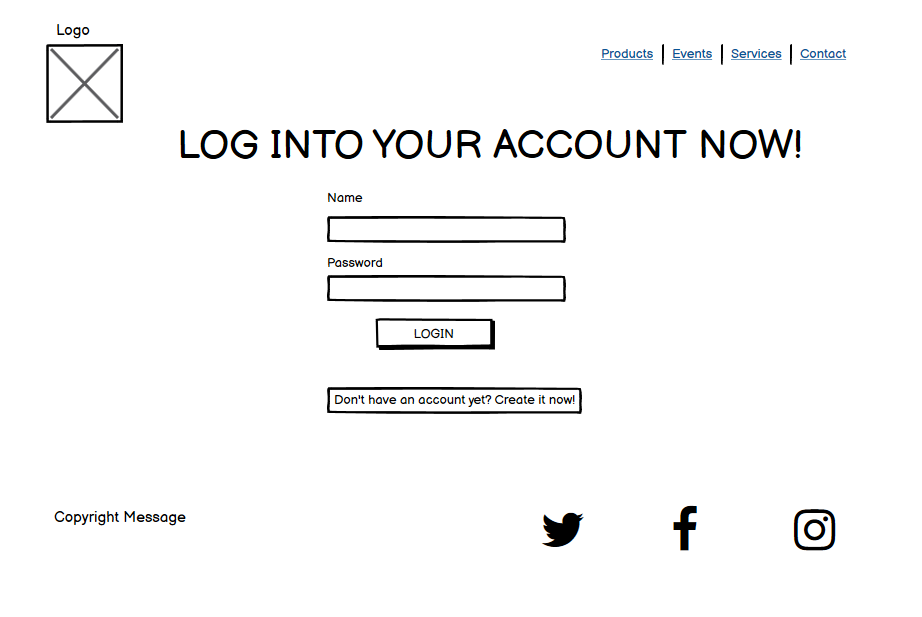 Logo
Products | Events | Services | Contact
LOG INTO YOUR ACCOUNT NOW!
Name
Password
LOGIN
Don't have an account yet? Create it now!
Copyright Message